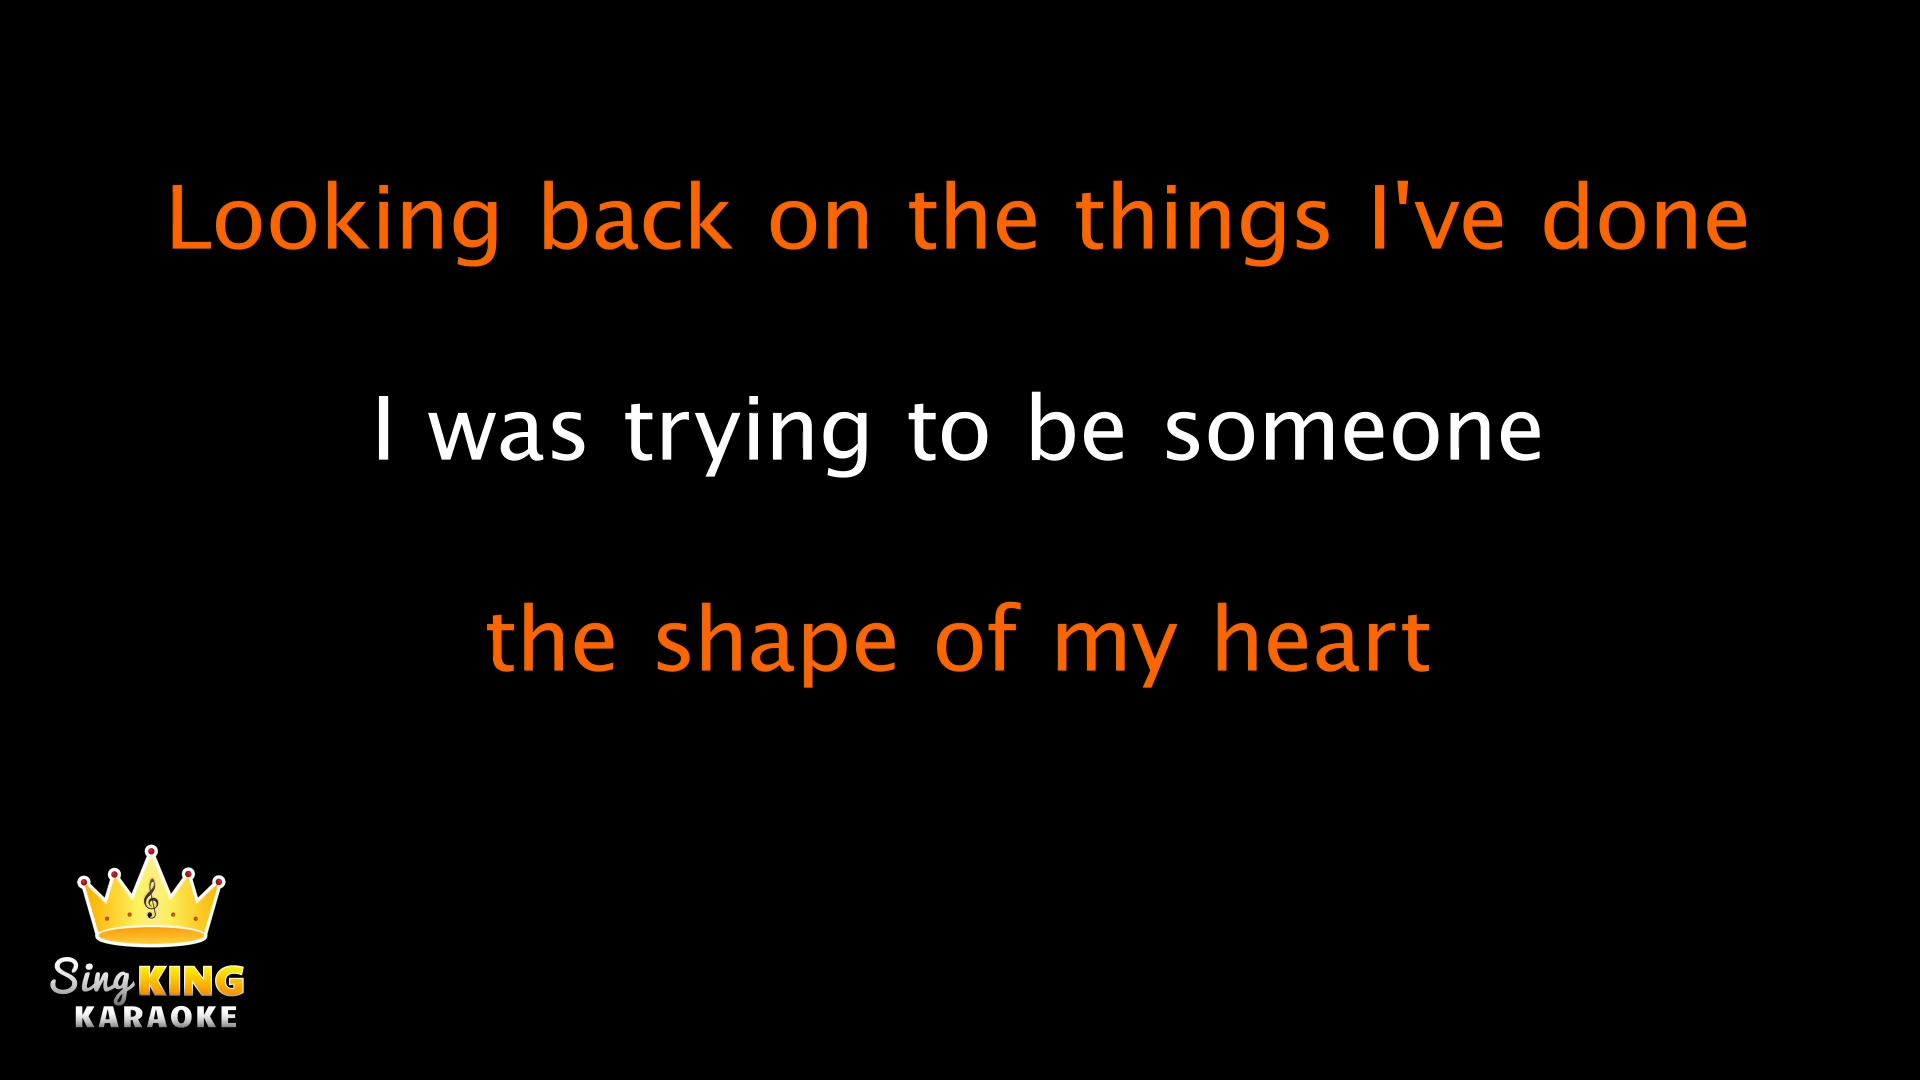 Looking back on the things I've done
I was trying to be someone
the shape of my heart
Sing KING
KARAOKE